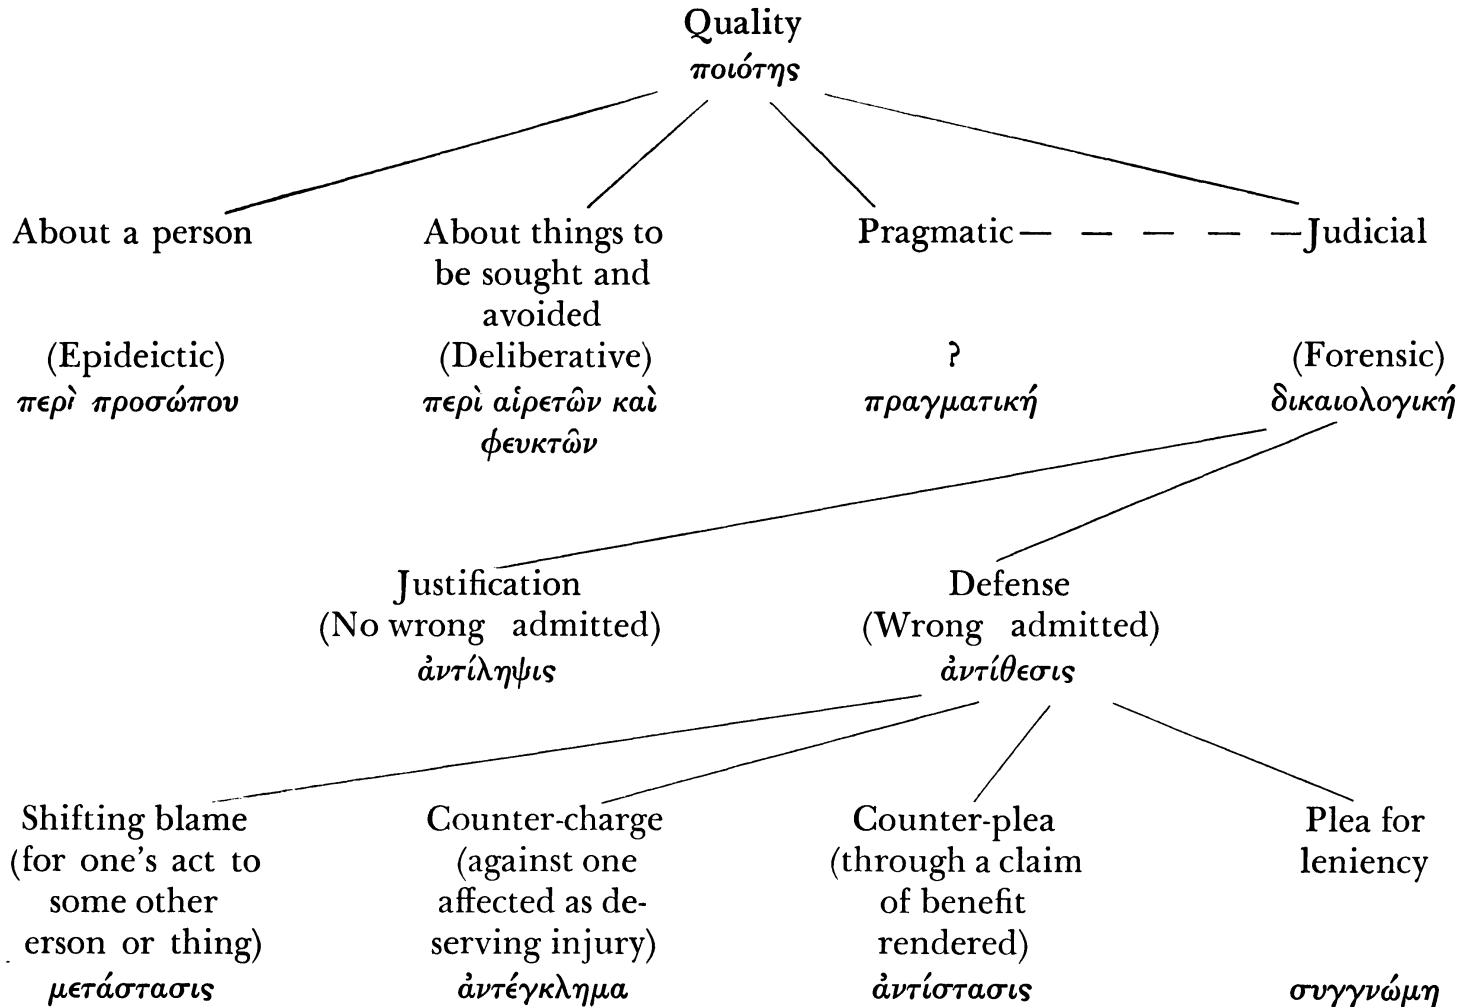 Quality
ποιότης
About a person
About things to
be sought and
avoided
(Epideictic)
(Deliberative)
περὶ προσώπου
περὶ αἱρετῶν καὶ
φευκτῶν
Pragmatic
?
πραγματική
Judicial
(Forensic)
δικαιολογική
Justification
(No wrong admitted)
ἀντίληψις
Defense
(Wrong admitted)
ἀντίθεσις
Shifting blame
(for one's act to
some other
erson or thing)
μετάστασις
Counter-charge
(against one
affected as de-
serving injury)
ἀντέγκλημα
Counter-plea
(through a claim
of benefit
rendered)
ἀντίστασις
Plea for
leniency
συγγνώμη